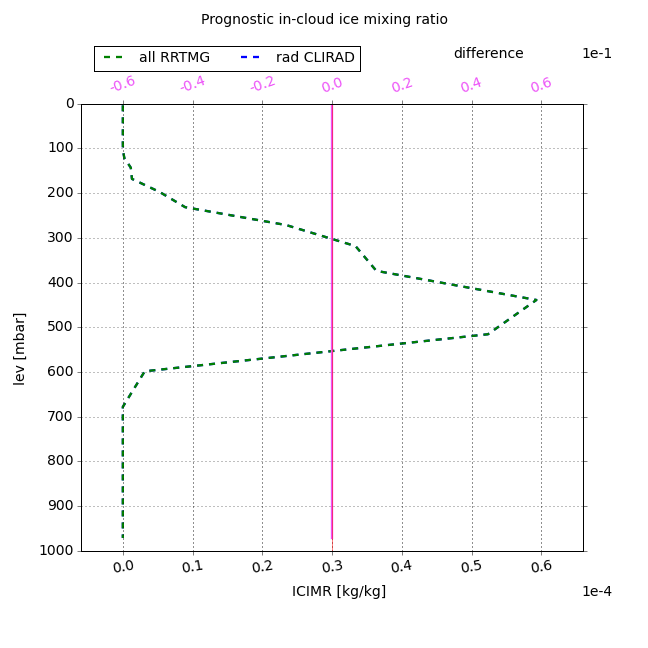 Prognostic in-cloud ice mixing ratio
all RRTMG rad CLIRAD difference 1e-1
-0.6 -0.4 -0.2 0.0 0.2 0.4 0.6
0
100
200
300
400
500
600
700
800
900
1000
lev [mbar]
0.0 0.1 0.2 0.3 0.4 0.5 0.6
ICIMR [kg/kg] 1e-4